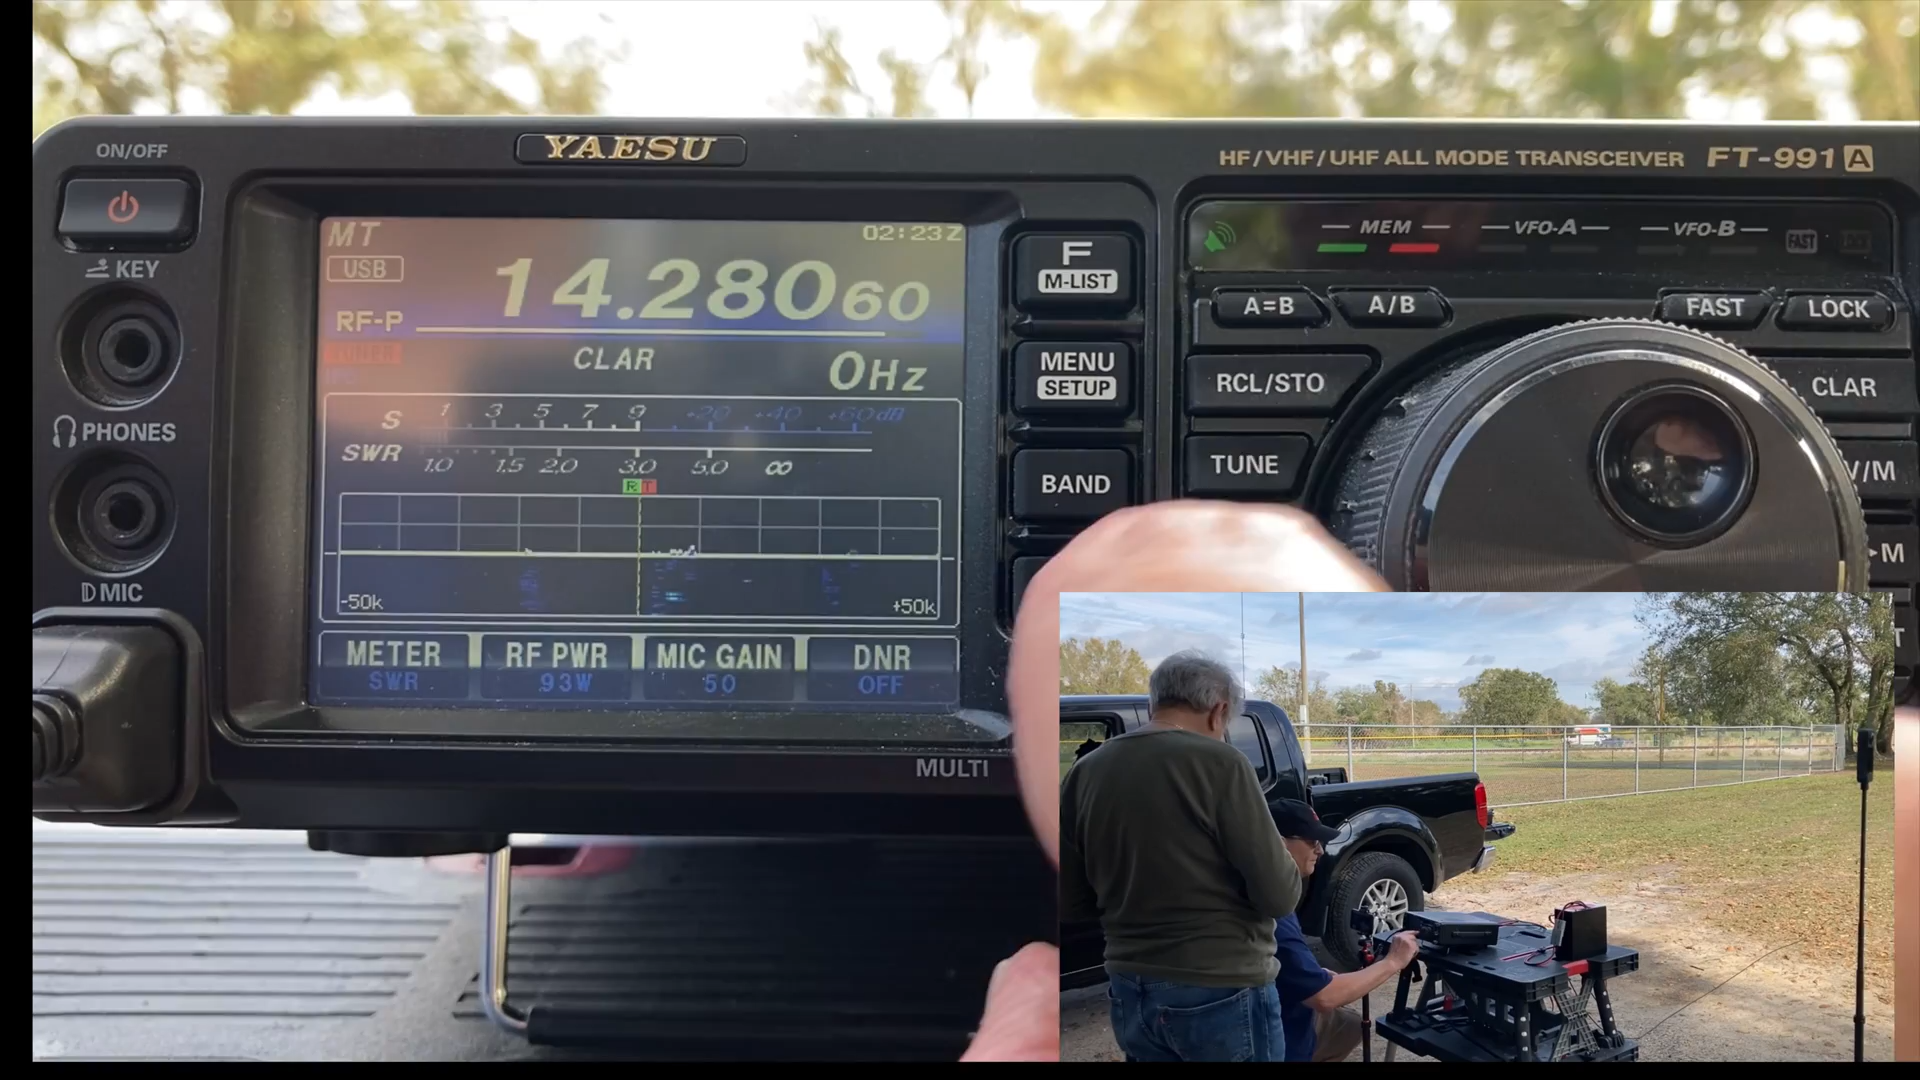 ON/OFF
YAESU
HF/VHF/UHF ALL MODE TRANSCEIVER FT-991A
KEY
PHONES
MIC
MT
02:23Z
USB
14.28060
RF-P
TUNER
CLAR
0Hz
S 1 3 5 7 9 +20 +40 +60dB
SWR 1.0 1.5 2.0 3.0 5.0 ∞
R T
-50k
+50k
METER
SWR
RF PWR
93W
MIC GAIN
50
DNR
OFF
MULTI
F
M-LIST
MENU
SETUP
BAND
MEM
VFO-A
VFO-B
FAST
A=B
A/B
FAST
LOCK
RCL/STO
CLAR
TUNE
V/M